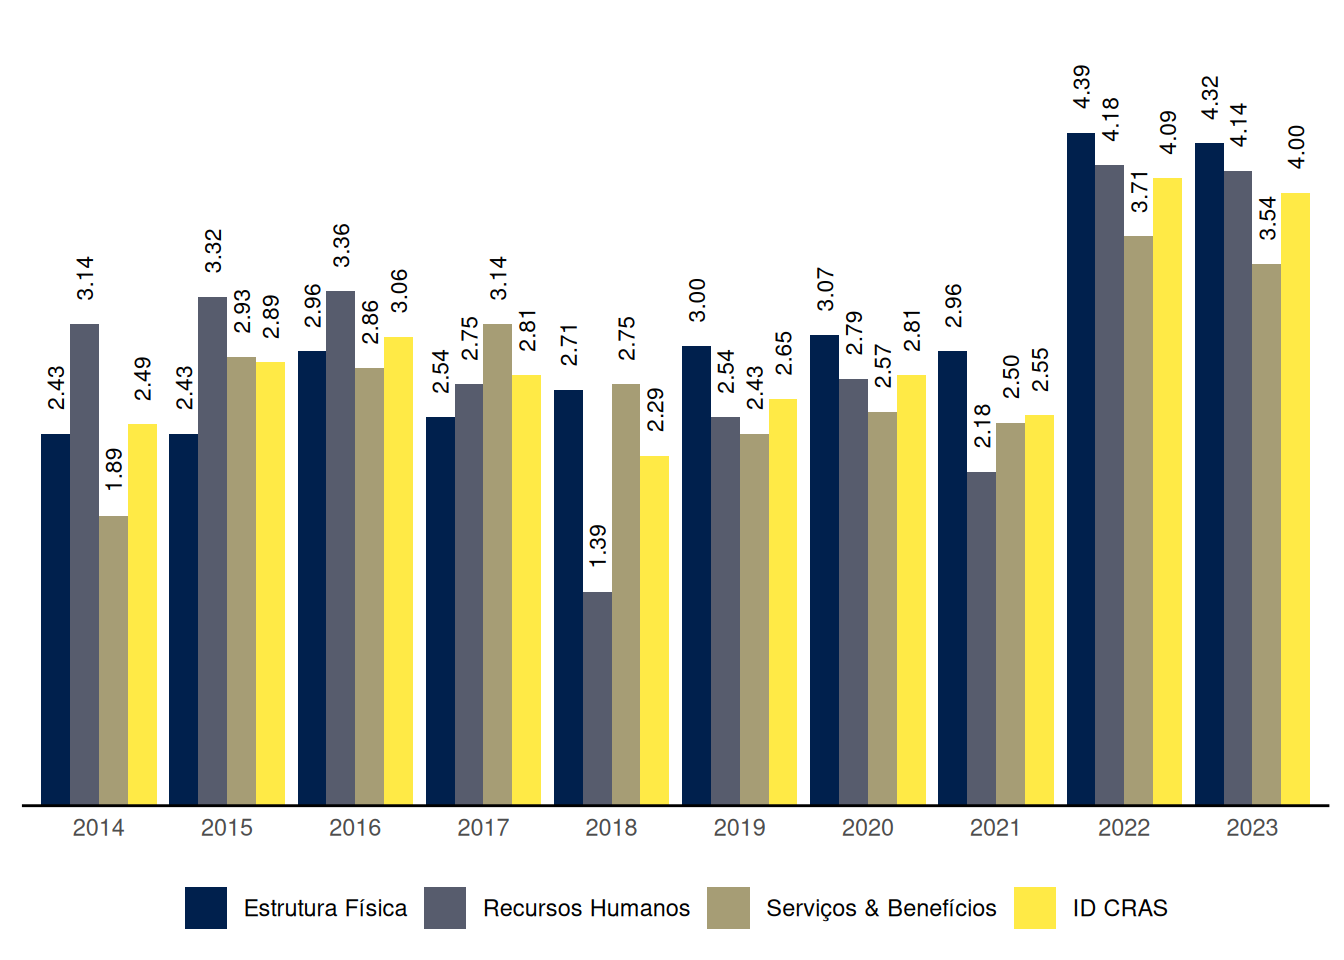 2.43 3.14 1.89 2.49 2.43 3.32 2.93 2.89 2.96 3.36 2.86 3.06 2.54 2.75 3.14 2.81 2.71 1.39 2.75 2.29 3.00 2.54 2.43 2.65 3.07 2.79 2.57 2.81 2.96 2.18 2.50 2.55 4.39 4.18 3.71 4.09 4.32 4.14 3.54 4.00
2014 2015 2016 2017 2018 2019 2020 2021 2022 2023
Estrutura Física Recursos Humanos Serviços & Benefícios ID CRAS